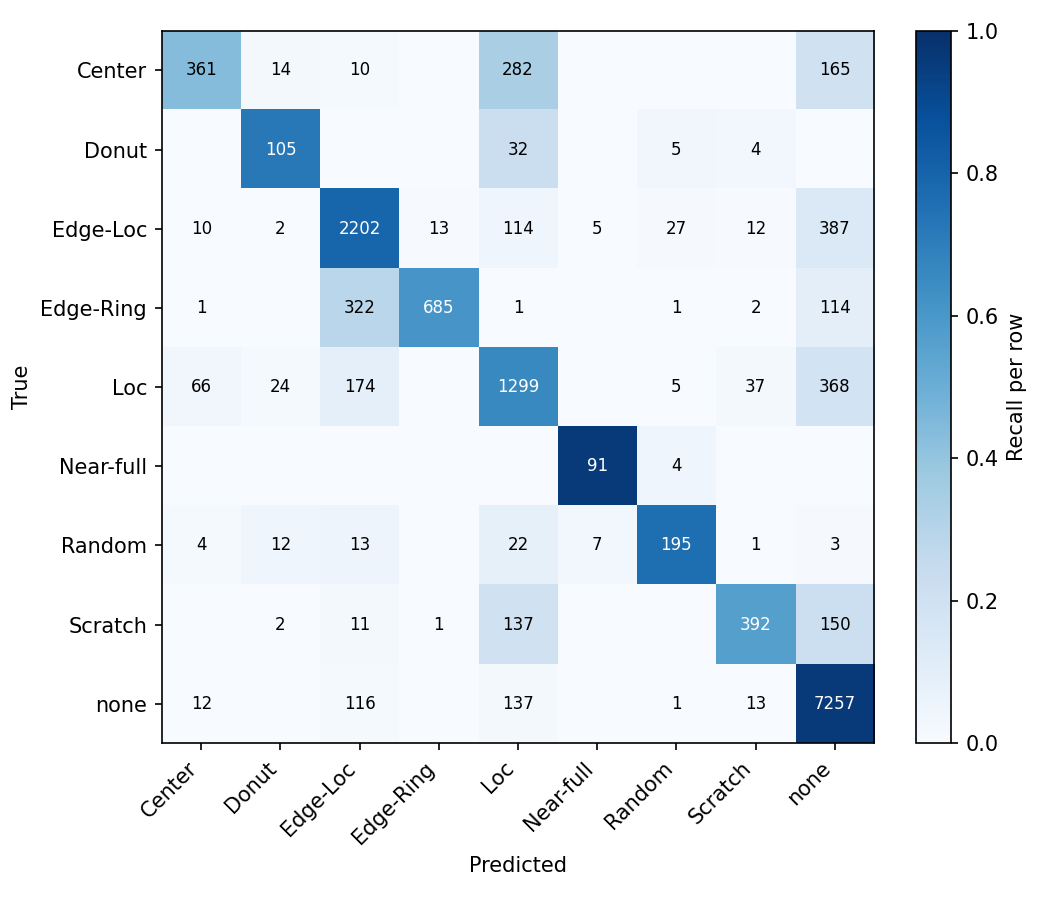 Center 361 14 10 282 165
Donut 105 32 5 4
Edge-Loc 10 2 2202 13 114 5 27 12 387
Edge-Ring 1 322 685 1 1 2 114
Loc 66 24 174 1299 5 37 368
Near-full 91 4
Random 4 12 13 22 7 195 1 3
Scratch 2 11 1 137 392 150
none 12 116 137 1 13 7257
True
Center Donut Edge-Loc Edge-Ring Loc Near-full Random Scratch none
Predicted
1.0
0.8
0.6
0.4
0.2
0.0
Recall per row